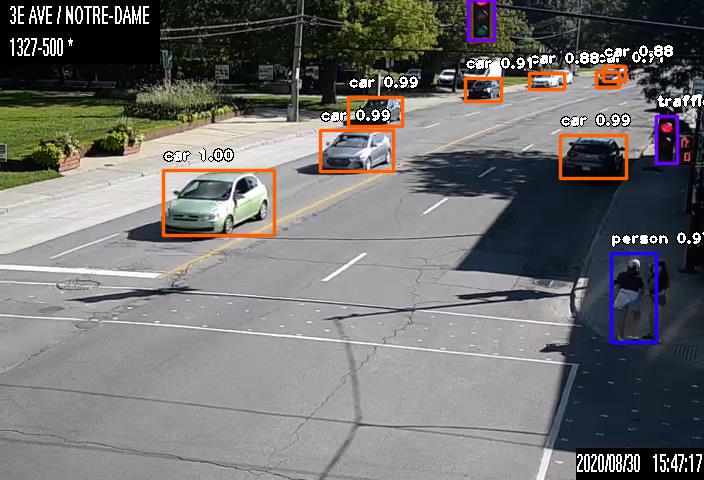 3E AVE / NOTRE-DAME
1327-500 *
car 0.88
car 0.91
car 0.88
car 0.99
car 0.99
car 0.99
car 1.00
person 0.9
2020/08/30 15:47:17